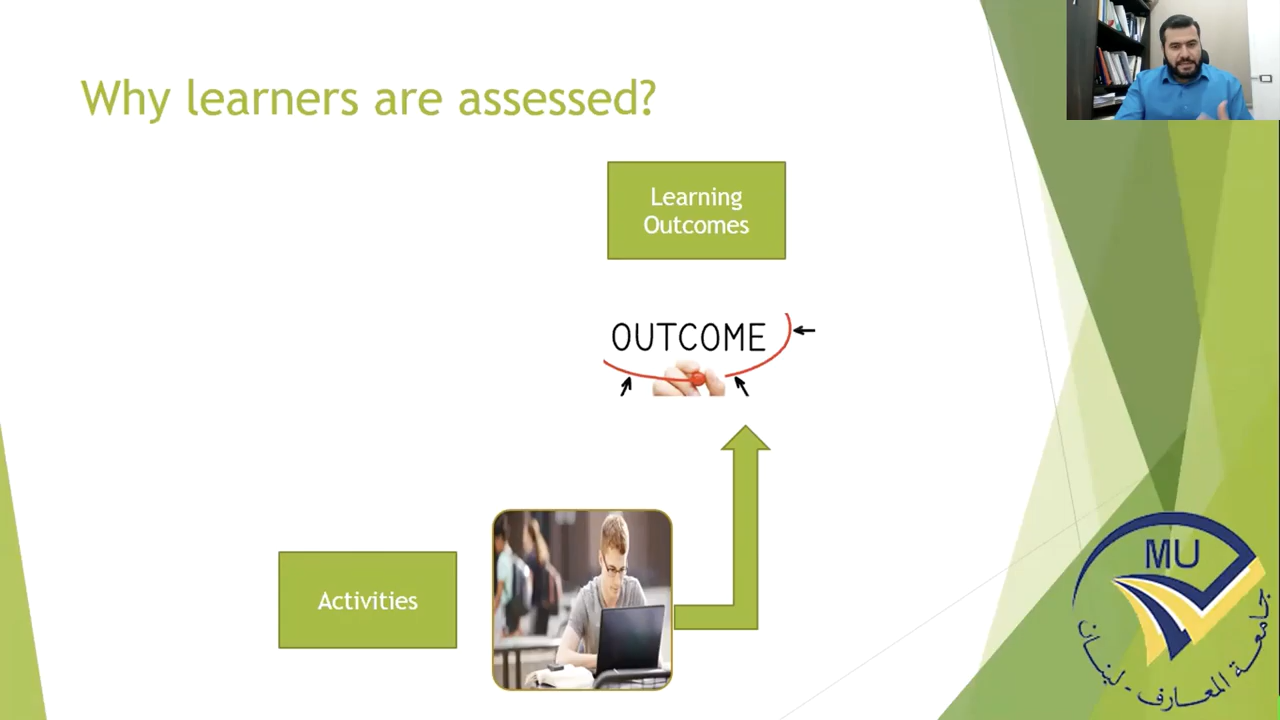 Why learners are assessed?
Learning
Outcomes
OUTCOME
Activities
MU
جامعة المعارف - لبنان